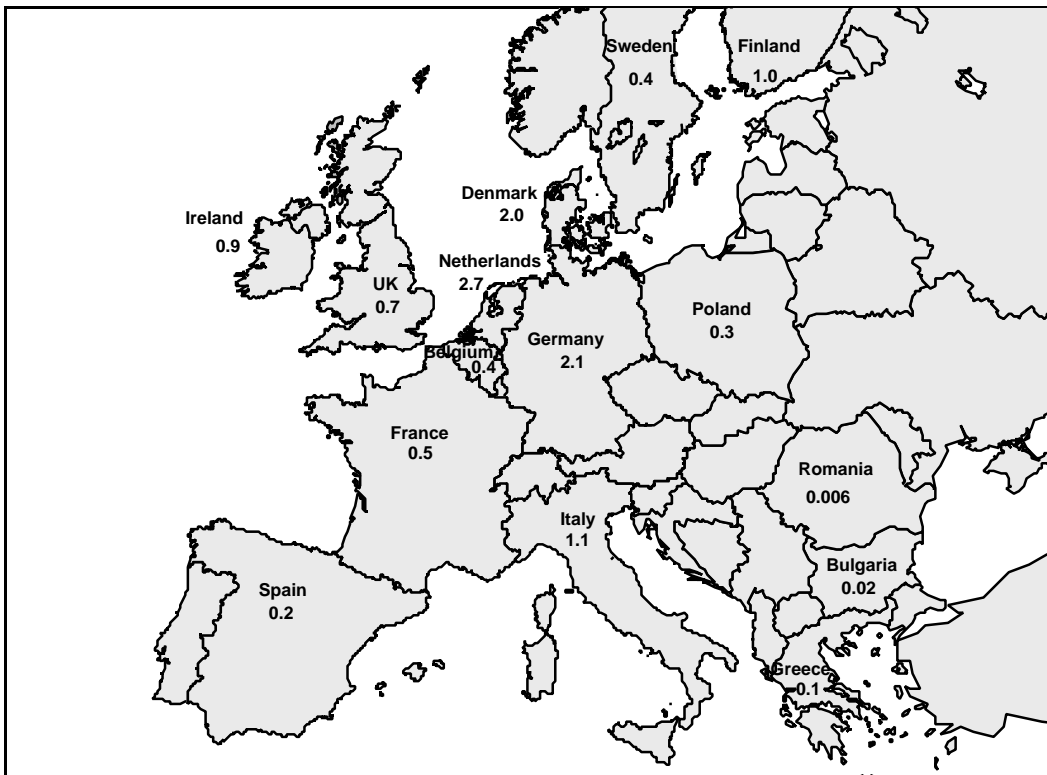 Sweden
0.4
Finland
1.0
Denmark
2.0
Ireland
0.9
Netherlands
2.7
UK
0.7
Poland
0.3
Germany
2.1
Belgium
0.4
France
0.5
Romania
0.006
Italy
1.1
Bulgaria
0.02
Spain
0.2
Greece
0.1